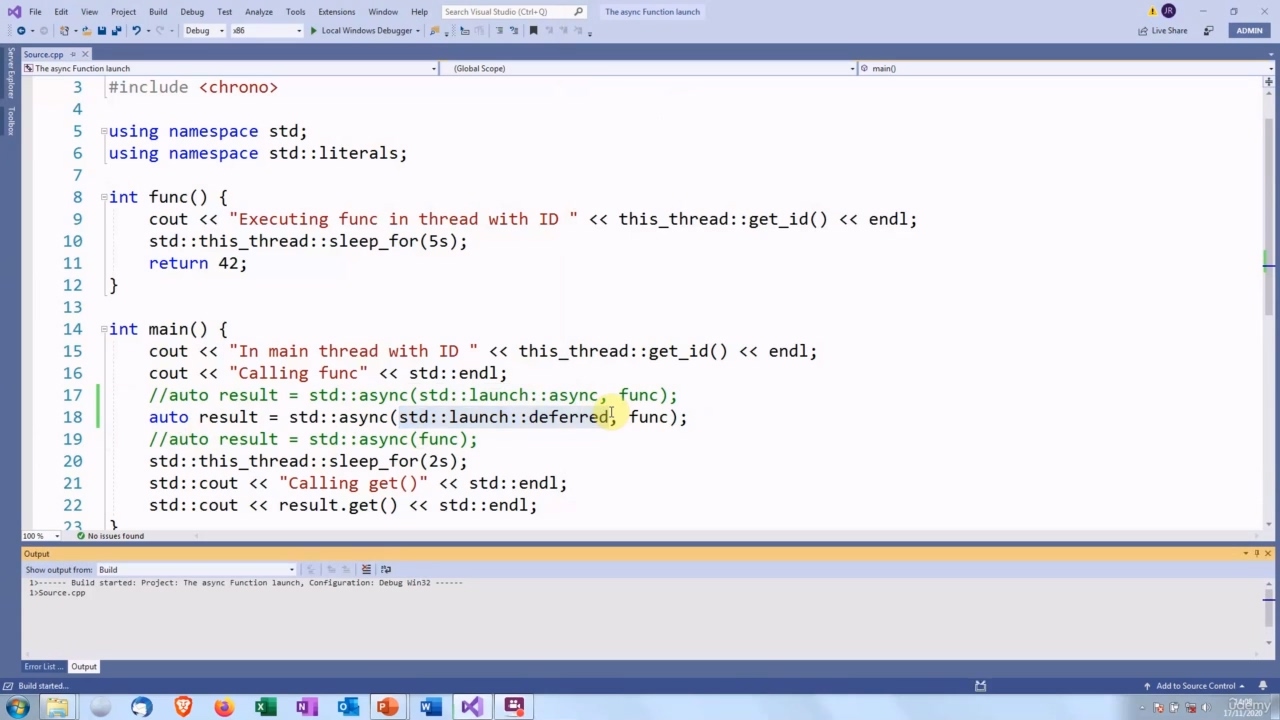 File Edit View Project Build Debug Test Analyze Tools Extensions Window Help Search Visual Studio (Ctrl+Q) The async Function launch JR
Debug x86 Local Windows Debugger Live Share ADMIN
Server Explorer
Toolbox
Source.cpp
The async Function launch (Global Scope) main()
3 #include <chrono>
4
5 using namespace std;
6 using namespace std::literals;
7
8 int func() {
9 cout << "Executing func in thread with ID " << this_thread::get_id() << endl;
10 std::this_thread::sleep_for(5s);
11 return 42;
12 }
13
14 int main() {
15 cout << "In main thread with ID " << this_thread::get_id() << endl;
16 cout << "Calling func" << std::endl;
17 //auto result = std::async(std::launch::async, func);
18 auto result = std::async(std::launch::deferred, func);
19 //auto result = std::async(func);
20 std::this_thread::sleep_for(2s);
21 std::cout << "Calling get()" << std::endl;
22 std::cout << result.get() << std::endl;
23 }
100 % No issues found
Output
Show output from: Build
1>------ Build started: Project: The async Function launch, Configuration: Debug Win32 ------
1>Source.cpp
Error List ... Output
Build started... Add to Source Control
udemy
17/11/2020